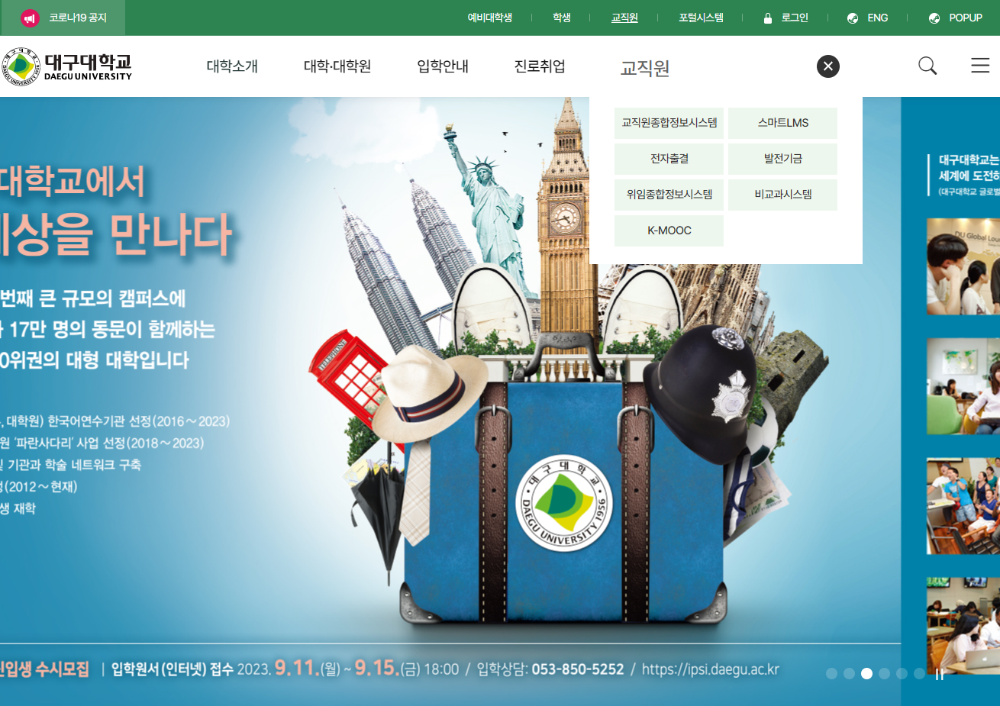 코로나19 공지
예비대학생
학생
교직원
포털시스템
로그인
ENG
POPUP
대구대학교
DAEGU UNIVERSITY
대학소개
대학·대학원
입학안내
진로취업
교직원
교직원종합정보시스템
스마트LMS
전자출결
발전기금
위임종합정보시스템
비교과시스템
K-MOOC
대학교에서
세상을 만나다
번째 큰 규모의 캠퍼스에
17만 명의 동문이 함께하는
0위권의 대형 대학입니다
, 대학원) 한국어연수기관 선정(2016~2023)
원 '파란사다리' 사업 선정(2018~2023)
및 기관과 학술 네트워크 구축
(2012~현재)
생 재학
TELEPHONE
대구대학교
DAEGU UNIVERSITY 1956
대구대학교는
세계에 도전하
(대구대학교 글로벌
DU Global Lou
신입생 수시모집 | 입학원서(인터넷) 접수 2023. 9.11.(월) ~ 9.15.(금) 18:00 / 입학상담: 053-850-5252 / https://ipsi.daegu.ac.kr